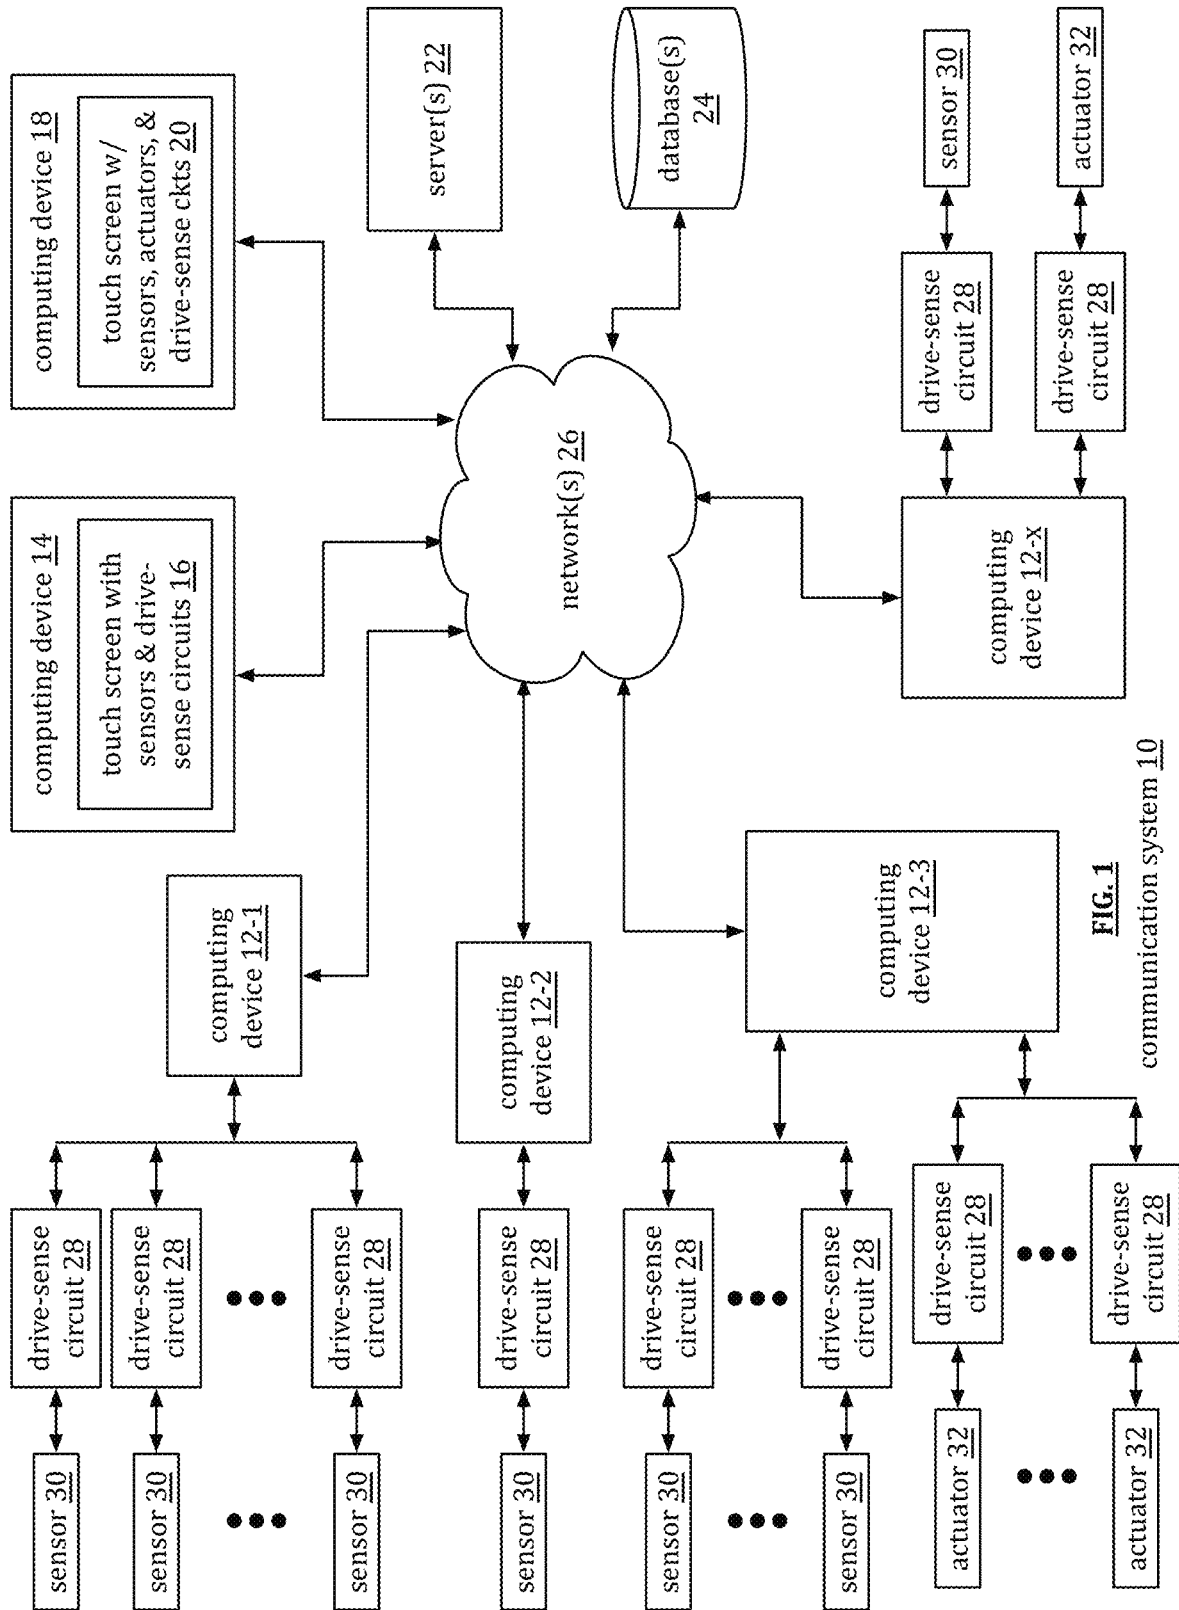 sensor 30
drive-sense
circuit 28
sensor 30
drive-sense
circuit 28
sensor 30
drive-sense
circuit 28
computing
device 12-1
computing device 14
touch screen with
sensors & drive-
sense circuits 16
computing device 18
touch screen w/
sensors, actuators, &
drive-sense ckts 20
sensor 30
drive-sense
circuit 28
computing
device 12-2
network(s) 26
server(s) 22
database(s)
24
sensor 30
drive-sense
circuit 28
sensor 30
drive-sense
circuit 28
computing
device 12-3
actuator 32
drive-sense
circuit 28
actuator 32
drive-sense
circuit 28
computing
device 12-x
drive-sense
circuit 28
sensor 30
drive-sense
circuit 28
actuator 32
FIG. 1
communication system 10